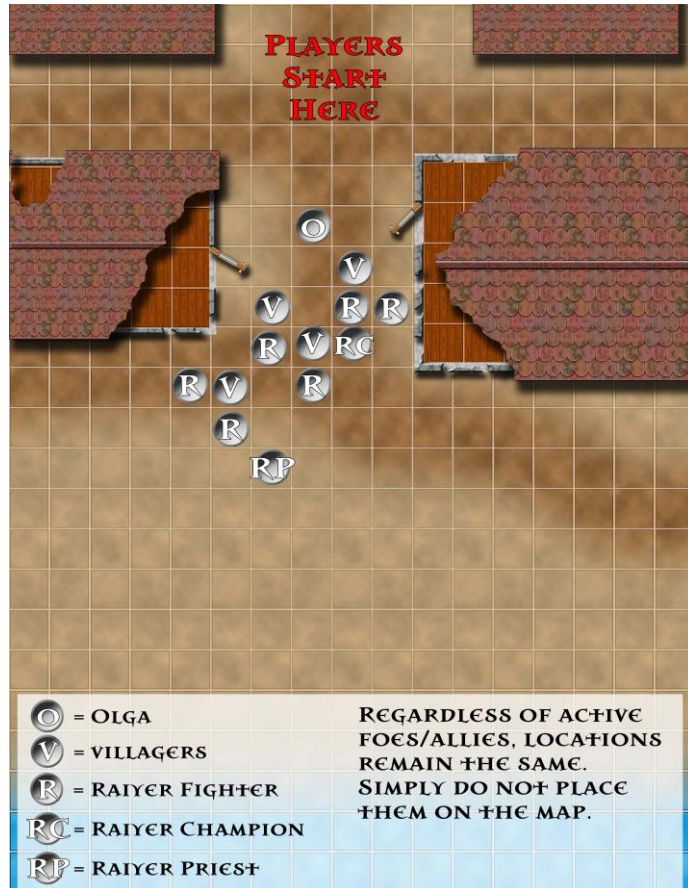 PLAYERS
START
HERE
O
V
V
R
R
R
V
RC
R
V
R
R
RP
O = OLGA
V = VILLAGERS
R = RAIYER FIGHTER
RC = RAIYER CHAMPION
RP = RAIYER PRIEST
REGARDLESS OF ACTIVE
FOES/ALLIES, LOCATIONS
REMAIN THE SAME.
SIMPLY DO NOT PLACE
THEM ON THE MAP.